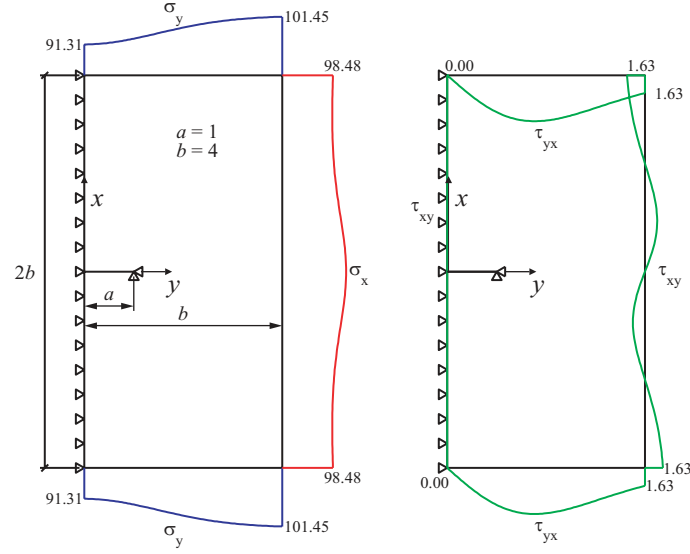 σy
101.45
91.31
98.48
a = 1
b = 4
x
2b
a
y
b
σx
91.31
98.48
101.45
σy
0.00
1.63
1.63
τyx
x
τxy
y
τxy
0.00
1.63
1.63
τyx